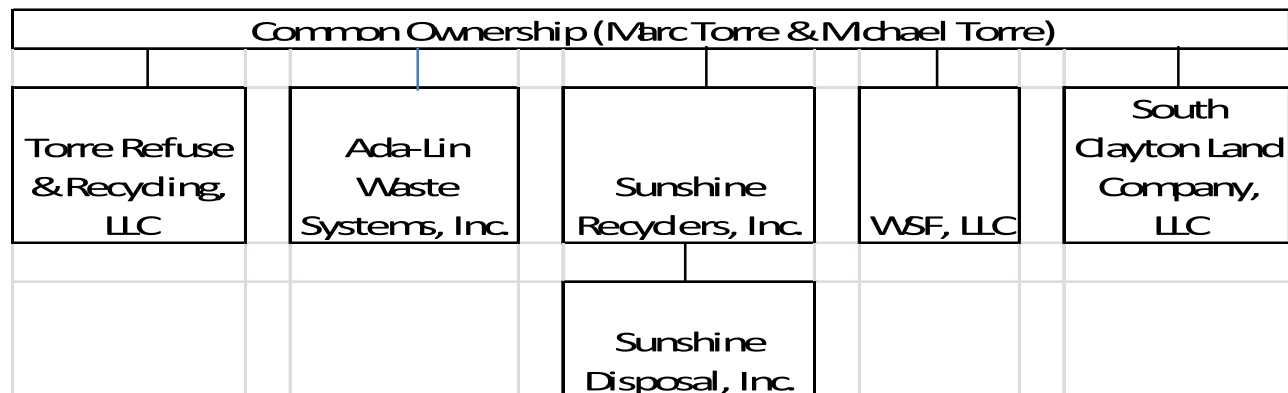 Common Ownership (Marc Torre & Michael Torre)
Torre Refuse
& Recycling,
LLC
Ada-Lin
Waste
Systems, Inc.
Sunshine
Recyclers, Inc.
WSF, LLC
South
Clayton Land
Company,
LLC
Sunshine
Disposal, Inc.